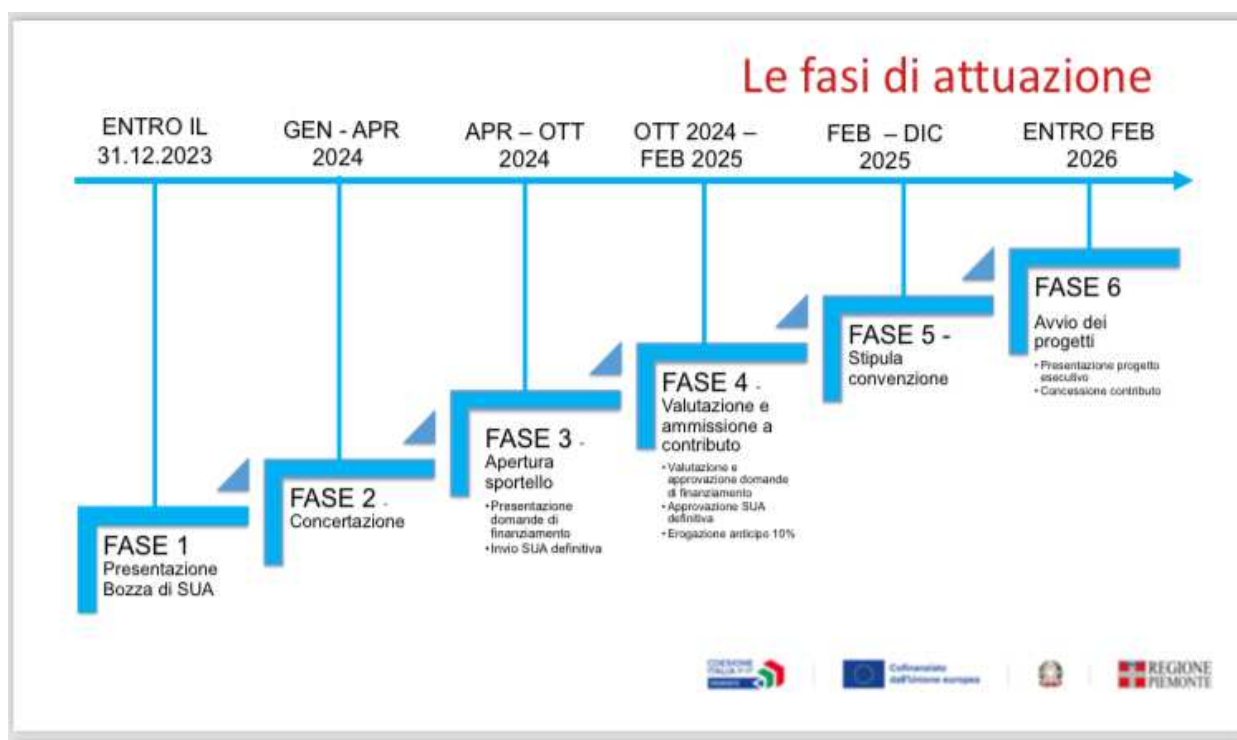 Le fasi di attuazione
ENTRO IL
31.12.2023
GEN - APR
2024
APR – OTT
2024
OTT 2024 –
FEB 2025
FEB – DIC
2025
ENTRO FEB
2026
FASE 1
Presentazione
Bozza di SUA
FASE 2 -
Concertazione
FASE 3 -
Apertura
sportello
•Presentazione
domande di
finanziamento
•Invio SUA definitiva
FASE 4 -
Valutazione e
ammissione a
contributo
•Valutazione e
approvazione domande
di finanziamento
•Approvazione SUA
definitiva
•Erogazione anticipo 10%
FASE 5 -
Stipula
convenzione
FASE 6
Avvio dei
progetti
•Presentazione progetto
esecutivo
•Concessione contributo
COESIONE
ITALIA
Cofinanziato
dall'Unione europea
REGIONE
PIEMONTE